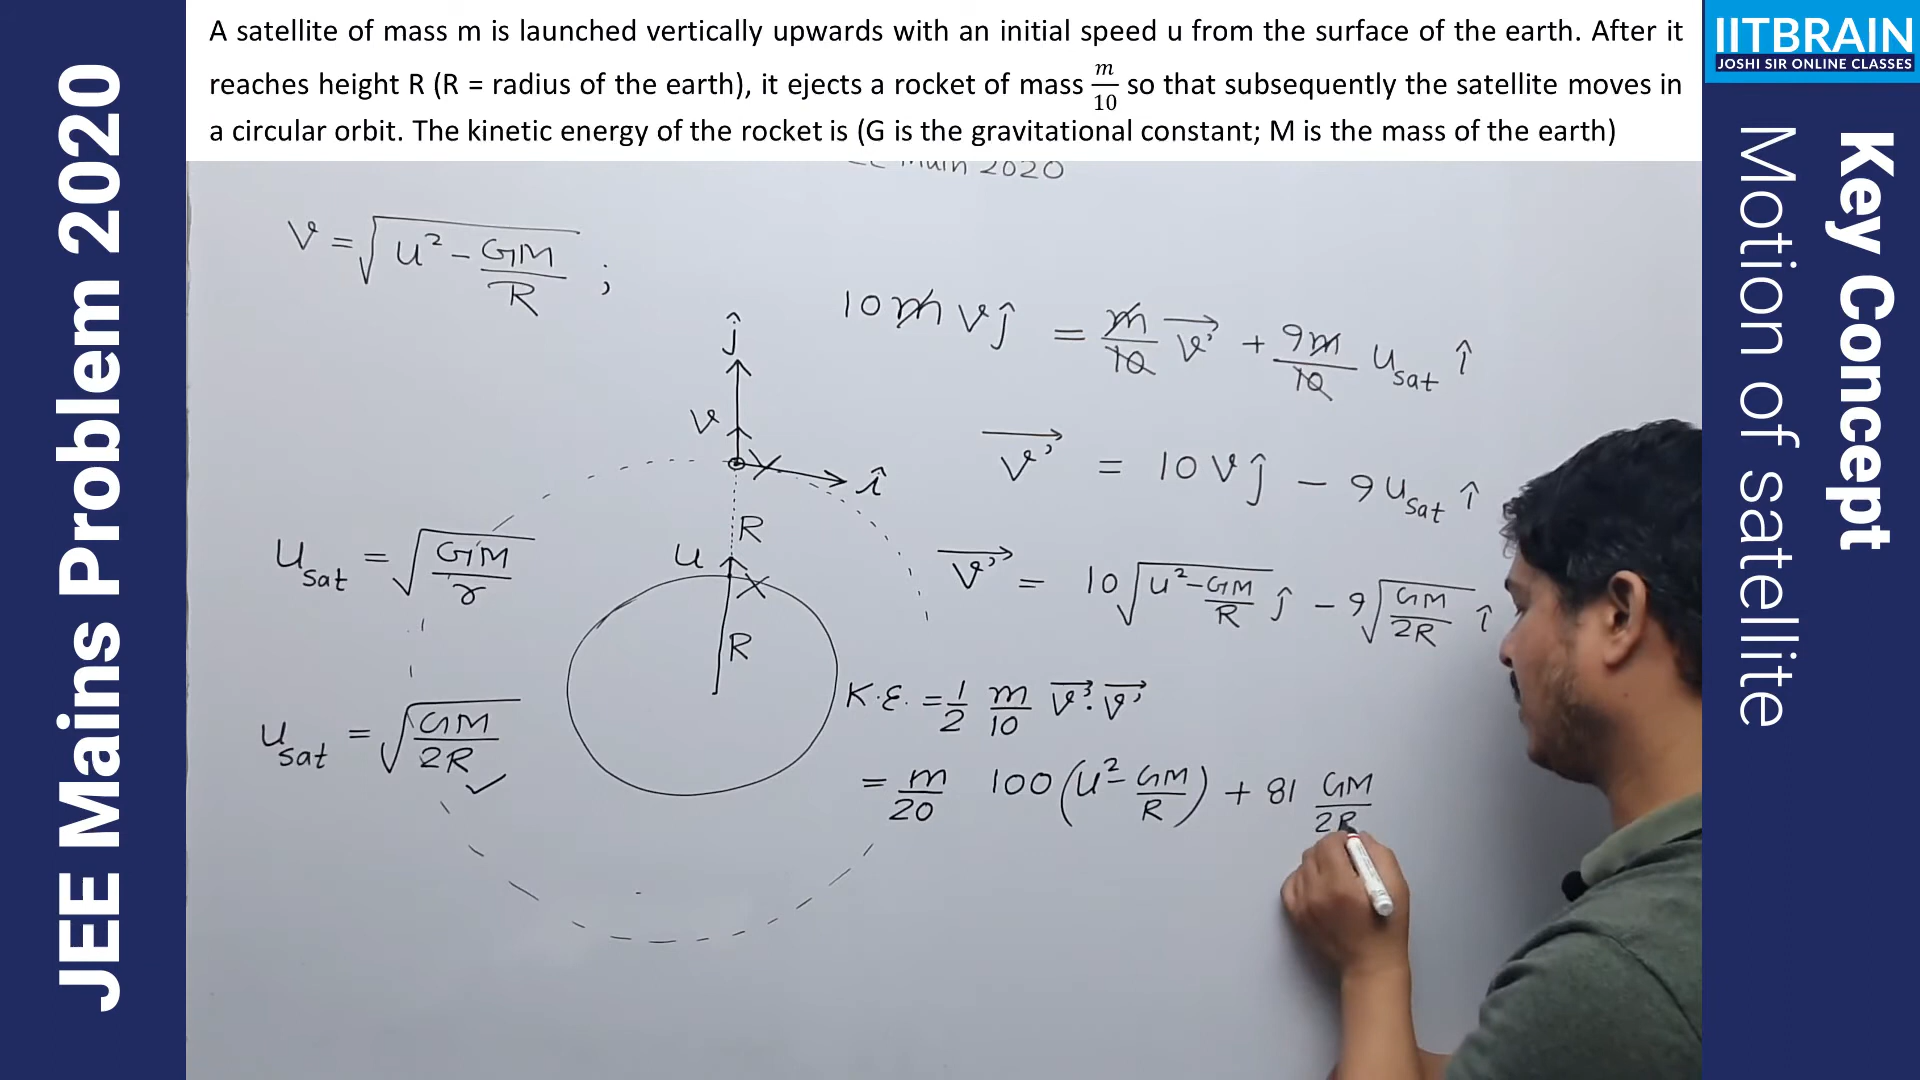 JEE Mains Problem 2020
A satellite of mass m is launched vertically upwards with an initial speed u from the surface of the earth. After it
reaches height R (R = radius of the earth), it ejects a rocket of mass m/10 so that subsequently the satellite moves in
a circular orbit. The kinetic energy of the rocket is (G is the gravitational constant; M is the mass of the earth)
IITBRAIN
JOSHI SIR ONLINE CLASSES
Key Concept
Motion of satellite
Main 2020
v = √(u² - GM/R) ;
10 m v ĵ = m/10 v⃗' + 9m/10 u_sat î
ĵ
v
î
v⃗' = 10 v ĵ - 9 u_sat î
R
u
u_sat = √(GM/r)
v⃗' = 10 √(u² - GM/R) ĵ - 9 √(GM/2R) î
R
K.E. = 1/2 m/10 v⃗'. v⃗'
u_sat = √(GM/2R) ✓
= m/20 100 (u² - GM/R) + 81 GM/2R